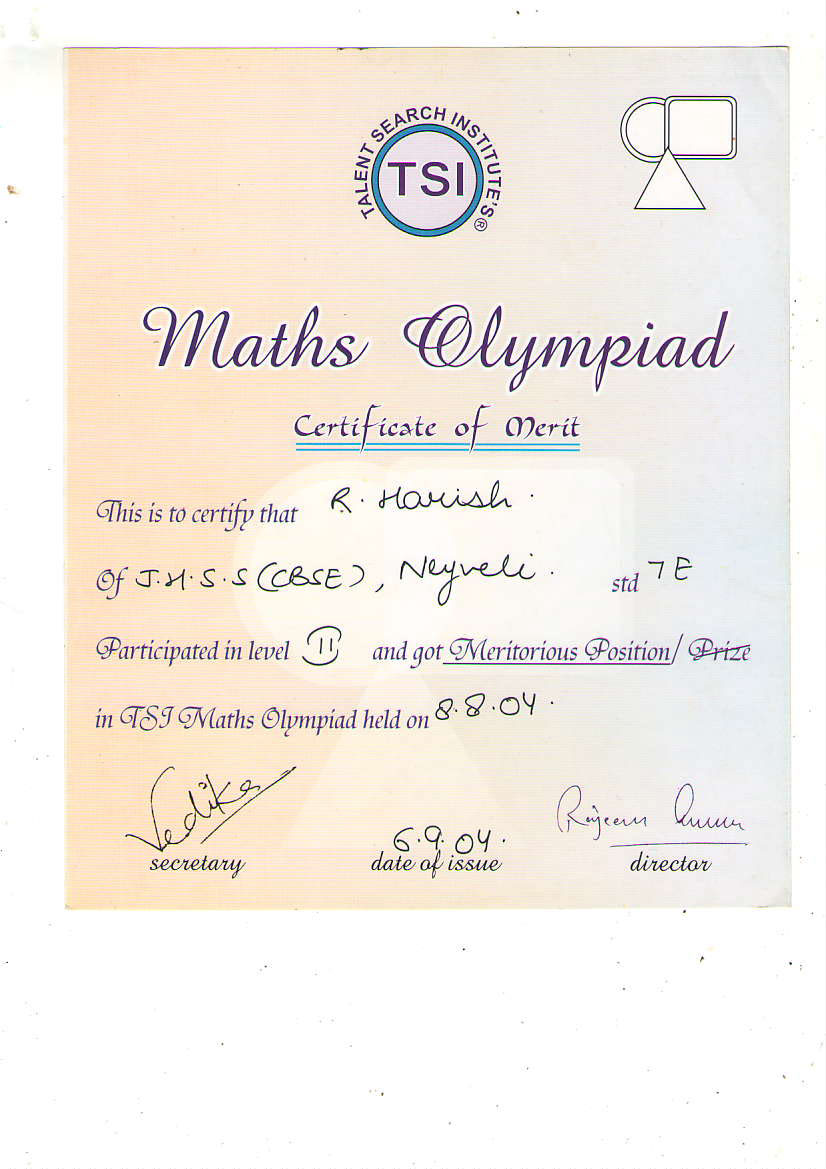 TALENT SEARCH INSTITUTE'S ®
TSI
Maths Olympiad
Certificate of Merit
This is to certify that R. Harish.
Of J.H.S.S (CBSE), Neyveli. std 7E
Participated in level II and got Meritorious Position/ Prize
in TSI Maths Olympiad held on 8.8.04.
Vedika
6.9.04.
secretary date of issue director